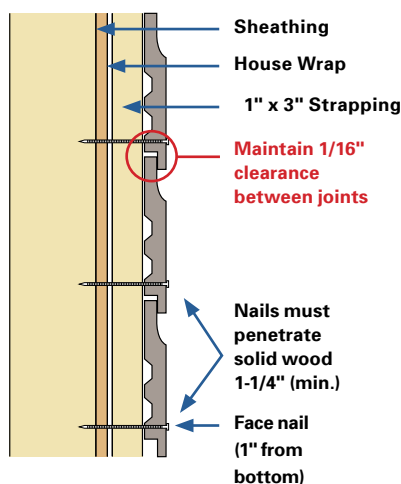 Sheathing
House Wrap
1" x 3" Strapping
Maintain 1/16"
clearance
between joints
Nails must
penetrate
solid wood
1-1/4" (min.)
Face nail
(1" from
bottom)